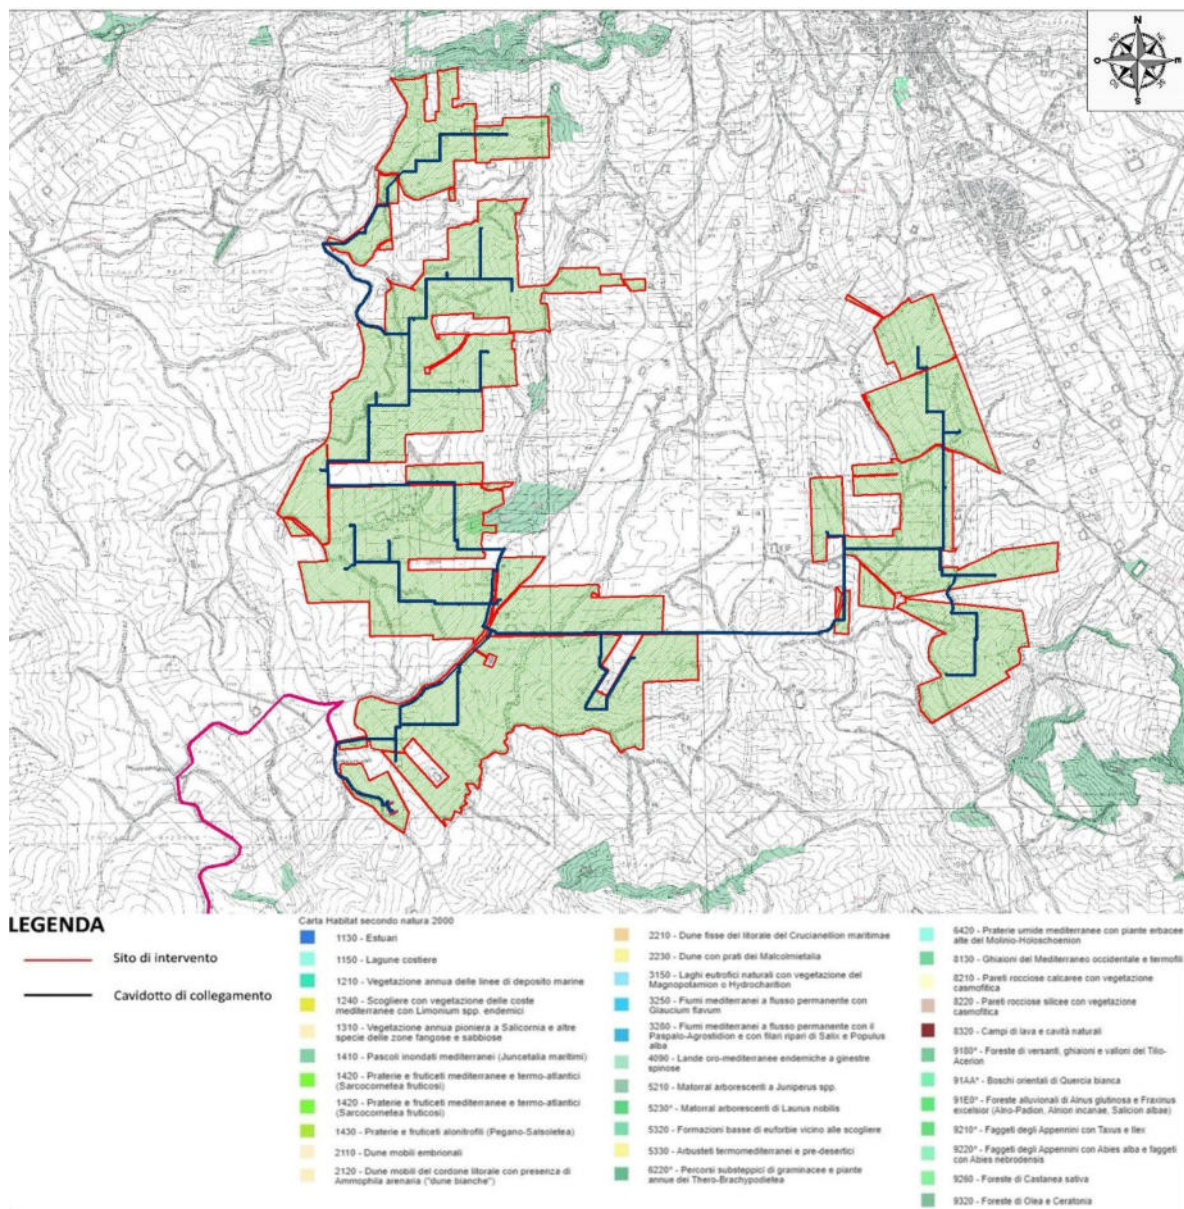 N
NO
NE
O
E
SO
SE
S
LEGENDA
Sito di intervento
Cavidotto di collegamento
Carta Habitat secondo natura 2000
1130 - Estuari
1150 - Lagune costiere
1210 - Vegetazione annua delle linee di deposito marine
1240 - Scogliere con vegetazione delle coste
mediterranee con Limonium spp. endemici
1310 - Vegetazione annua pioniera a Salicornia e altre
specie delle zone fangose e sabbiose
1410 - Pascoli inondati mediterranei (Juncetalia maritimi)
1420 - Praterie e fruticeti mediterranee e termo-atlantici
(Sarcocornetea fruticosi)
1420 - Praterie e fruticeti mediterranee e termo-atlantici
(Sarcocornetea fruticosi)
1430 - Praterie e fruticeti alonitrofili (Pegano-Salsoletea)
2110 - Dune mobili embrionali
2120 - Dune mobili del cordone litorale con presenza di
Ammophila arenaria ("dune bianche")
2210 - Dune fisse del litorale del Crucianellion maritimae
2230 - Dune con prati dei Malcolmietalia
3150 - Laghi eutrofici naturali con vegetazione del
Magnopotamion o Hydrocharition
3250 - Fiumi mediterranei a flusso permanente con
Glaucium flavum
3280 - Fiumi mediterranei a flusso permanente con il
Paspalo-Agrostidion e con filari ripari di Salix e Populus
alba
4090 - Lande oro-mediterranee endemiche a ginestre
spinose
5210 - Matorral arborescenti a Juniperus spp.
5230* - Matorral arborescenti di Laurus nobilis
5320 - Formazioni basse di euforbie vicino alle scogliere
5330 - Arbusteti termomediterranei e pre-desertici
6220* - Percorsi substeppici di graminacee e piante
annue dei Thero-Brachypodietea
6420 - Praterie umide mediterranee con piante erbacee
alte del Molinio-Holoschoenion
8130 - Ghiaioni del Mediterraneo occidentale e termofili
8210 - Pareti rocciose calcaree con vegetazione
casmofitica
8220 - Pareti rocciose silicee con vegetazione
casmofitica
8320 - Campi di lava e cavità naturali
9180* - Foreste di versanti, ghiaioni e valloni del Tilio-
Acerion
91AA* - Boschi orientali di Quercia bianca
91E0* - Foreste alluvionali di Alnus glutinosa e Fraxinus
excelsior (Alno-Padion, Alnion incanae, Salicion albae)
9210* - Faggeti degli Appennini con Taxus e Ilex
9220* - Faggeti degli Appennini con Abies alba e faggeti
con Abies nebrodensis
9260 - Foreste di Castanea sativa
9320 - Foreste di Olea e Ceratonia